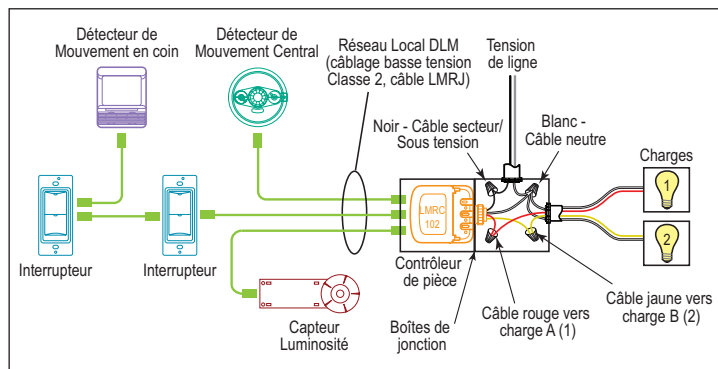 Détecteur de
Mouvement en coin
Détecteur de
Mouvement Central
Réseau Local DLM
(câblage basse tension
Classe 2, câble LMRJ)
Tension
de ligne
Noir - Câble secteur/
Sous tension
Blanc -
Câble neutre
Charges
1
2
LMRC
102
Interrupteur
Interrupteur
Contrôleur
de pièce
Capteur
Luminosité
Boîtes de
jonction
Câble rouge vers
charge A (1)
Câble jaune vers
charge B (2)